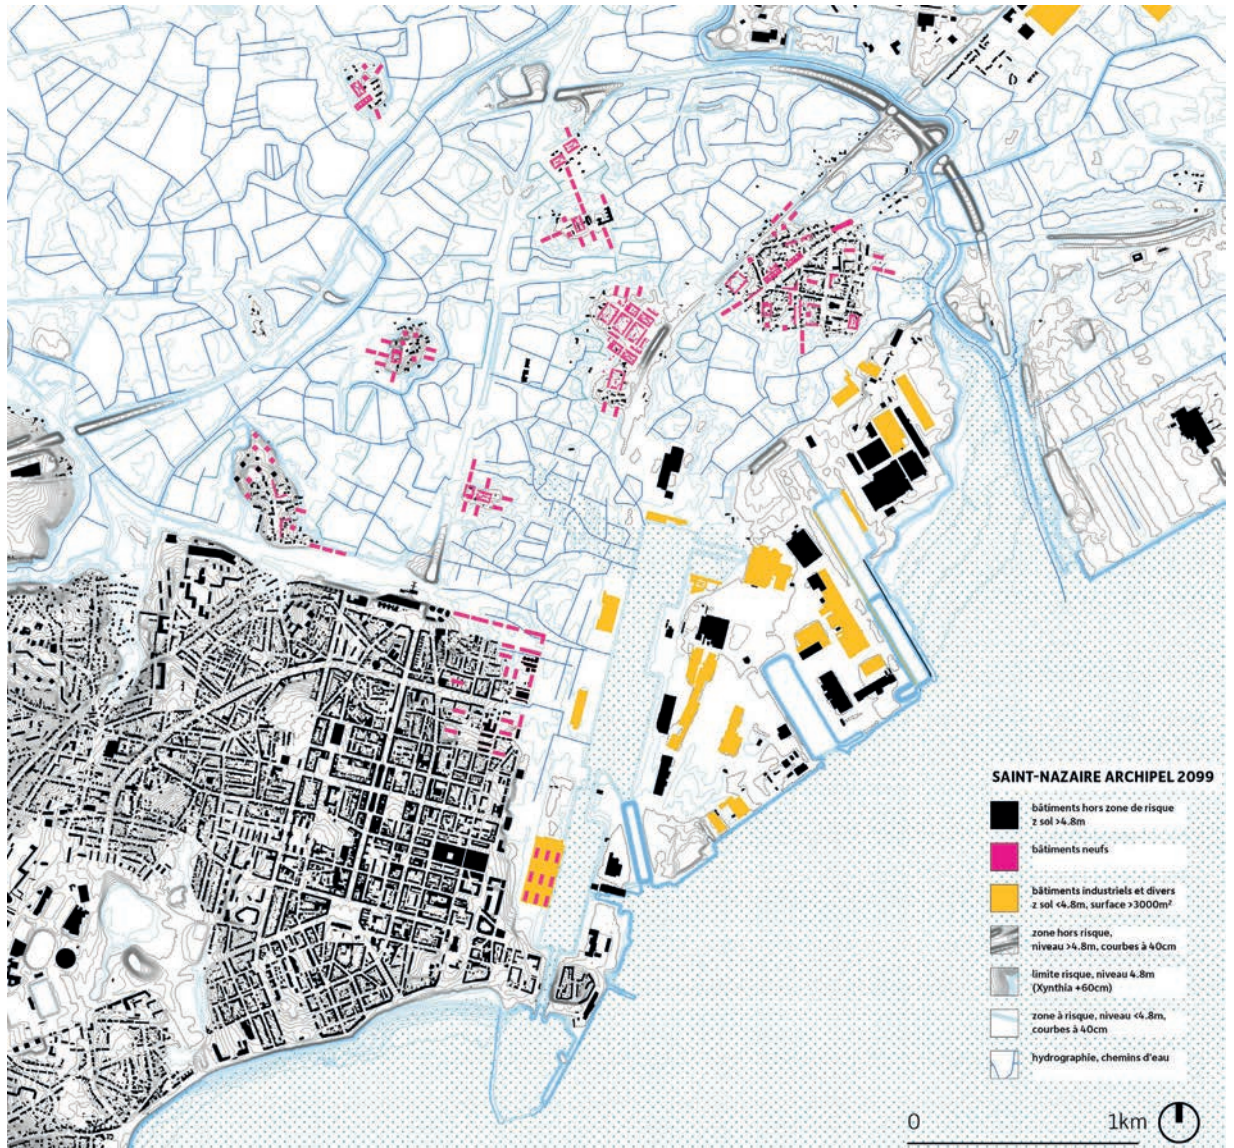 SAINT-NAZAIRE ARCHIPEL 2099
bâtiments hors zone de risque
z sol >4.8m
bâtiments neufs
bâtiments industriels et divers
z sol <4.8m, surface >3000m²
zone hors risque,
niveau >4.8m, courbes à 40cm
limite risque, niveau 4.8m
(Xynthia +60cm)
zone à risque, niveau <4.8m,
courbes à 40cm
hydrographie, chemins d'eau
0 1km